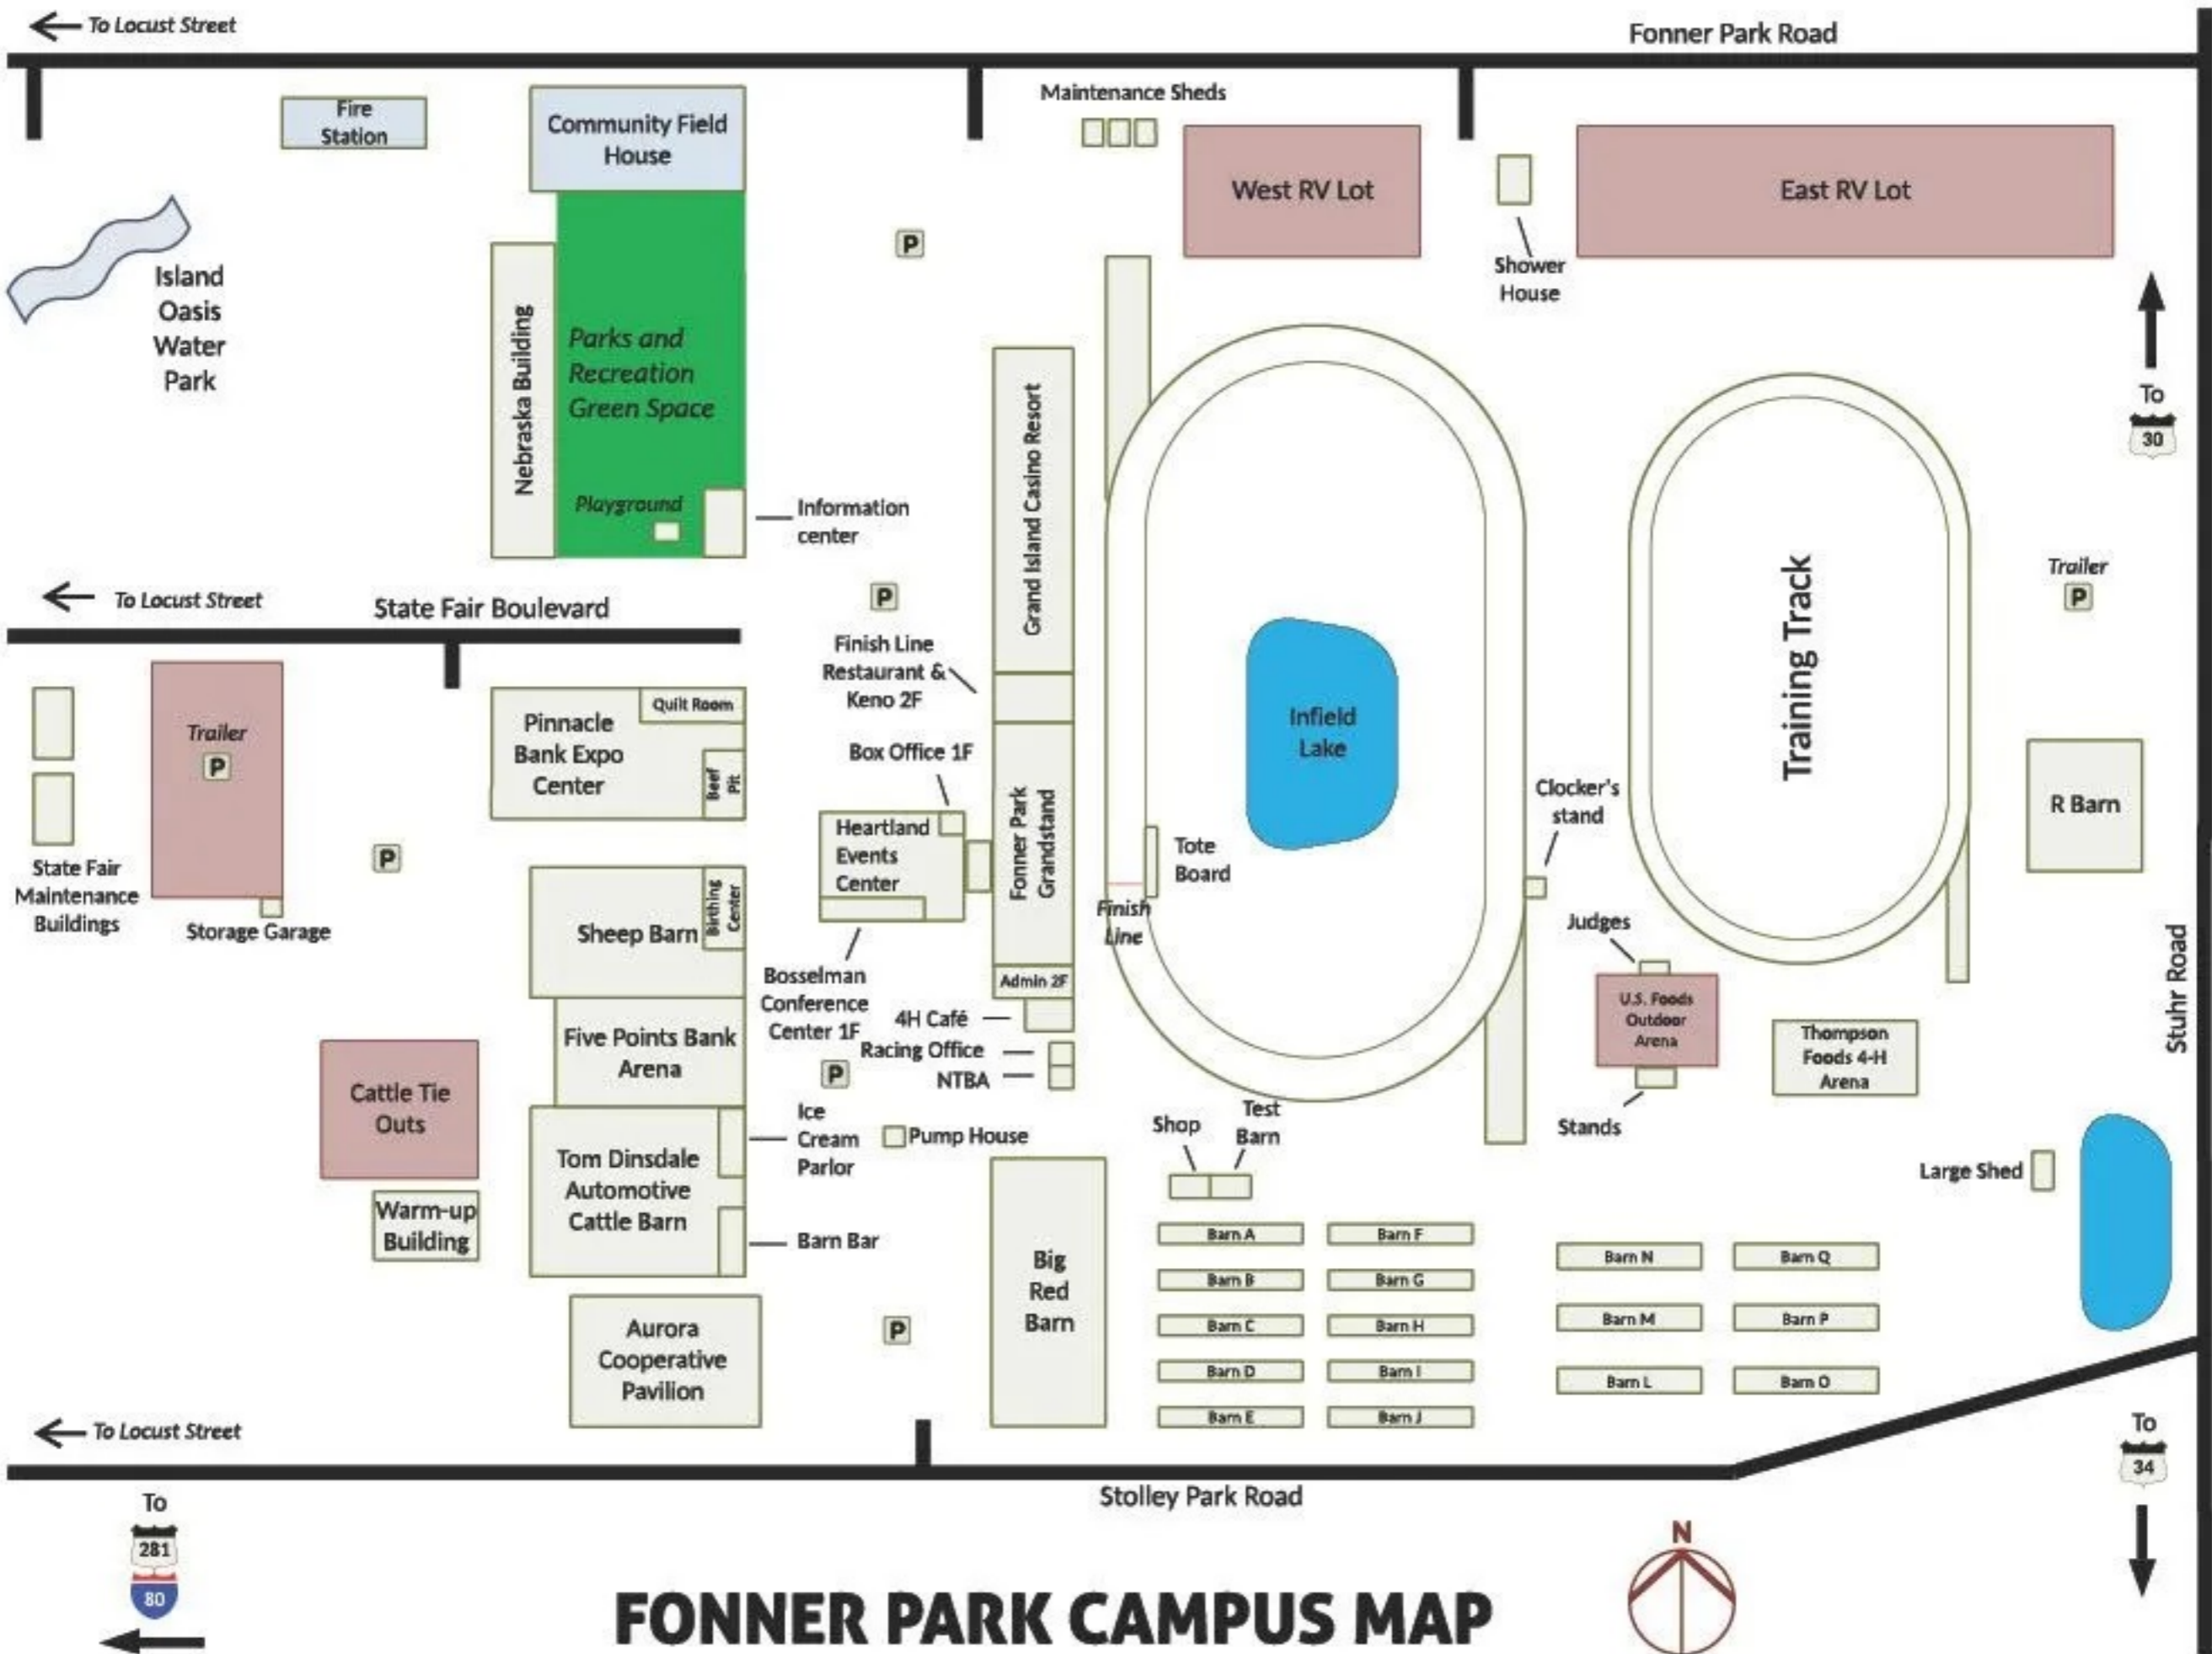 To Locust Street
Fonner Park Road
Maintenance Sheds
Fire
Station
Community Field
House
West RV Lot
East RV Lot
P
Shower
House
Island
Oasis
Water
Park
Nebraska Building
Parks and
Recreation
Green Space
Playground
Information
center
Grand Island Casino Resort
To
30
Training Track
Trailer
P
To Locust Street
State Fair Boulevard
P
Finish Line
Restaurant &
Keno 2F
Infield
Lake
Trailer
P
Pinnacle
Bank Expo
Center
Quilt Room
Beef
Pit
Box Office 1F
Heartland
Events
Center
Fonner Park
Grandstand
Tote
Board
Finish
Line
Clocker's
stand
R Barn
State Fair
Maintenance
Buildings
Storage Garage
P
Sheep Barn
Birthing
Center
Bosselman
Conference
Center 1F
Admin 2F
4H Café
Racing Office
NTBA
Judges
U.S. Foods
Outdoor
Arena
Stands
Thompson
Foods 4-H
Arena
Stuhr Road
Five Points Bank
Arena
P
Cattle Tie
Outs
Warm-up
Building
Tom Dinsdale
Automotive
Cattle Barn
Ice
Cream
Parlor
Pump House
Barn Bar
Shop
Test
Barn
Large Shed
Big
Red
Barn
Barn A
Barn F
Barn B
Barn G
Barn C
Barn H
Barn D
Barn I
Barn E
Barn J
Barn N
Barn Q
Barn M
Barn P
Barn L
Barn O
Aurora
Cooperative
Pavilion
P
To Locust Street
Stolley Park Road
To
34
To
281
80
N
FONNER PARK CAMPUS MAP